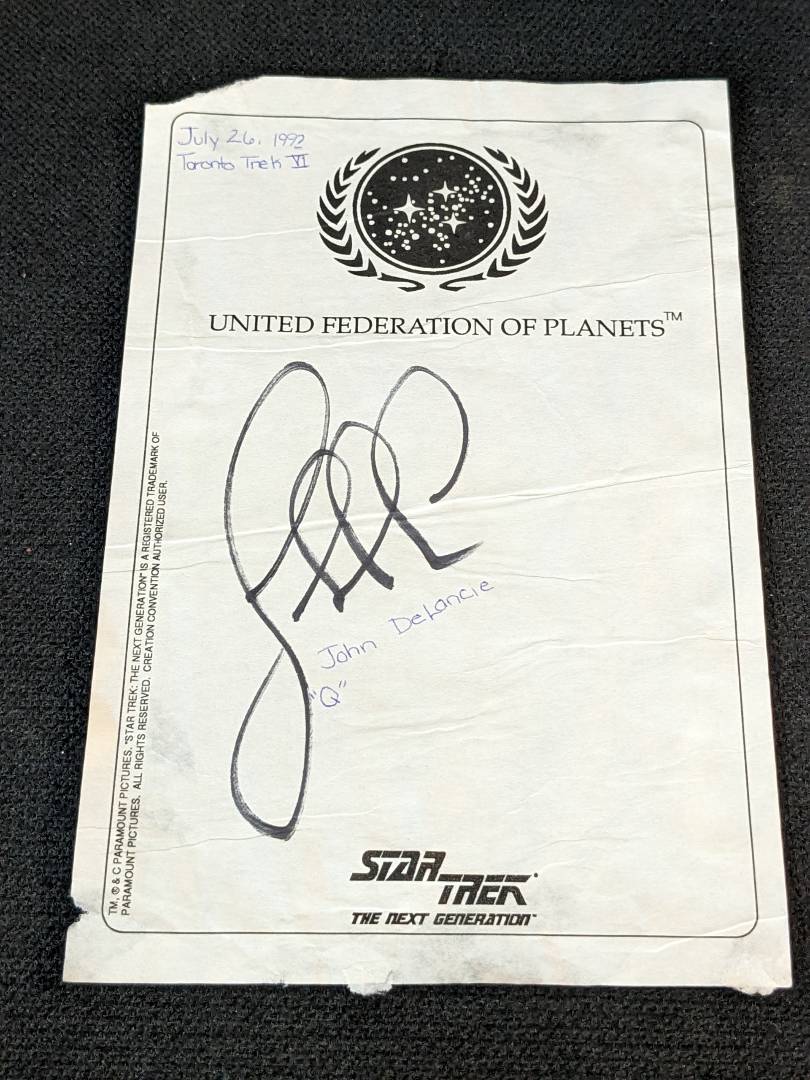 July 26, 1992
Toronto Trek VI
UNITED FEDERATION OF PLANETS™
John DeLancie
"Q"
TM, ® & © PARAMOUNT PICTURES. "STAR TREK: THE NEXT GENERATION" IS A REGISTERED TRADEMARK OF
PARAMOUNT PICTURES. ALL RIGHTS RESERVED. CREATION CONVENTION AUTHORIZED USER.
STAR TREK
THE NEXT GENERATION™